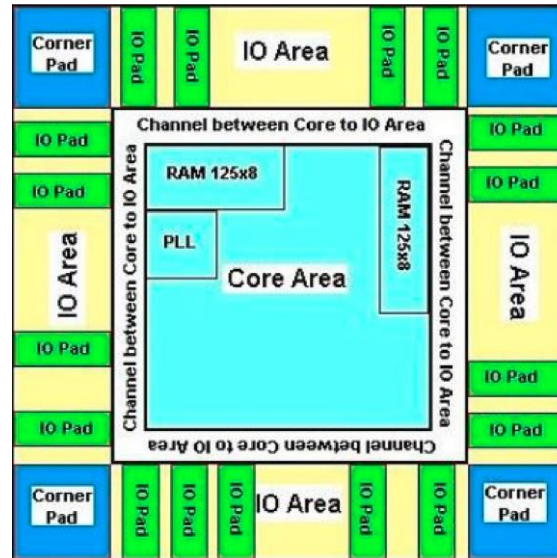 Corner
Pad
IO Pad
IO Pad
IO Area
IO Pad
IO Pad
Corner
Pad
Channel between Core to IO Area
IO Pad
IO Pad
IO Area
IO Pad
IO Pad
Channel between Core to IO Area
RAM 125x8
PLL
Core Area
RAM 125x8
Channel between Core to IO Area
IO Pad
IO Pad
IO Area
IO Pad
IO Pad
Channel between Core to IO Area
Corner
Pad
IO Pad
IO Pad
IO Pad
IO Area
IO Pad
IO Pad
Corner
Pad